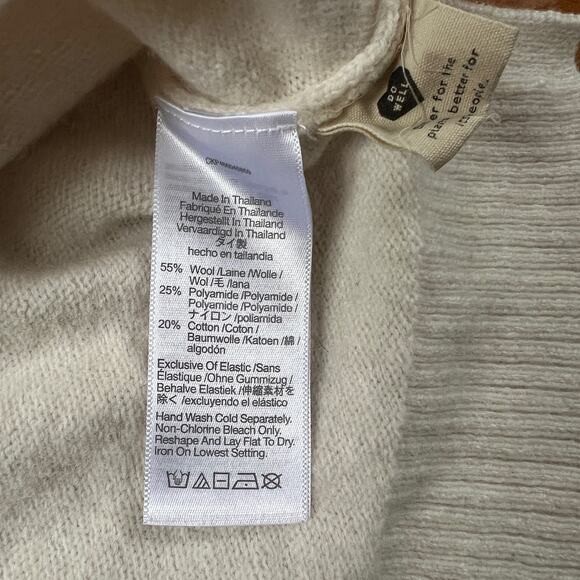 DO
WELL
er for the
better for
Made In Thailand
Fabriqué En Thaïlande
Hergestellt In Thailand
Vervaardigd In Thailand
タイ製
hecho en tailandia
55% Wool /Laine /Wolle /
Wol /毛 /lana
25% Polyamide /Polyamide /
Polyamide /Polyamide /
ナイロン /poliamida
20% Cotton /Coton /
Baumwolle /Katoen /綿 /
algodón
Exclusive Of Elastic /Sans
Élastique /Ohne Gummizug /
Behalve Elastiek /伸縮素材を
除く /excluyendo el elástico
Hand Wash Cold Separately.
Non-Chlorine Bleach Only.
Reshape And Lay Flat To Dry.
Iron On Lowest Setting.